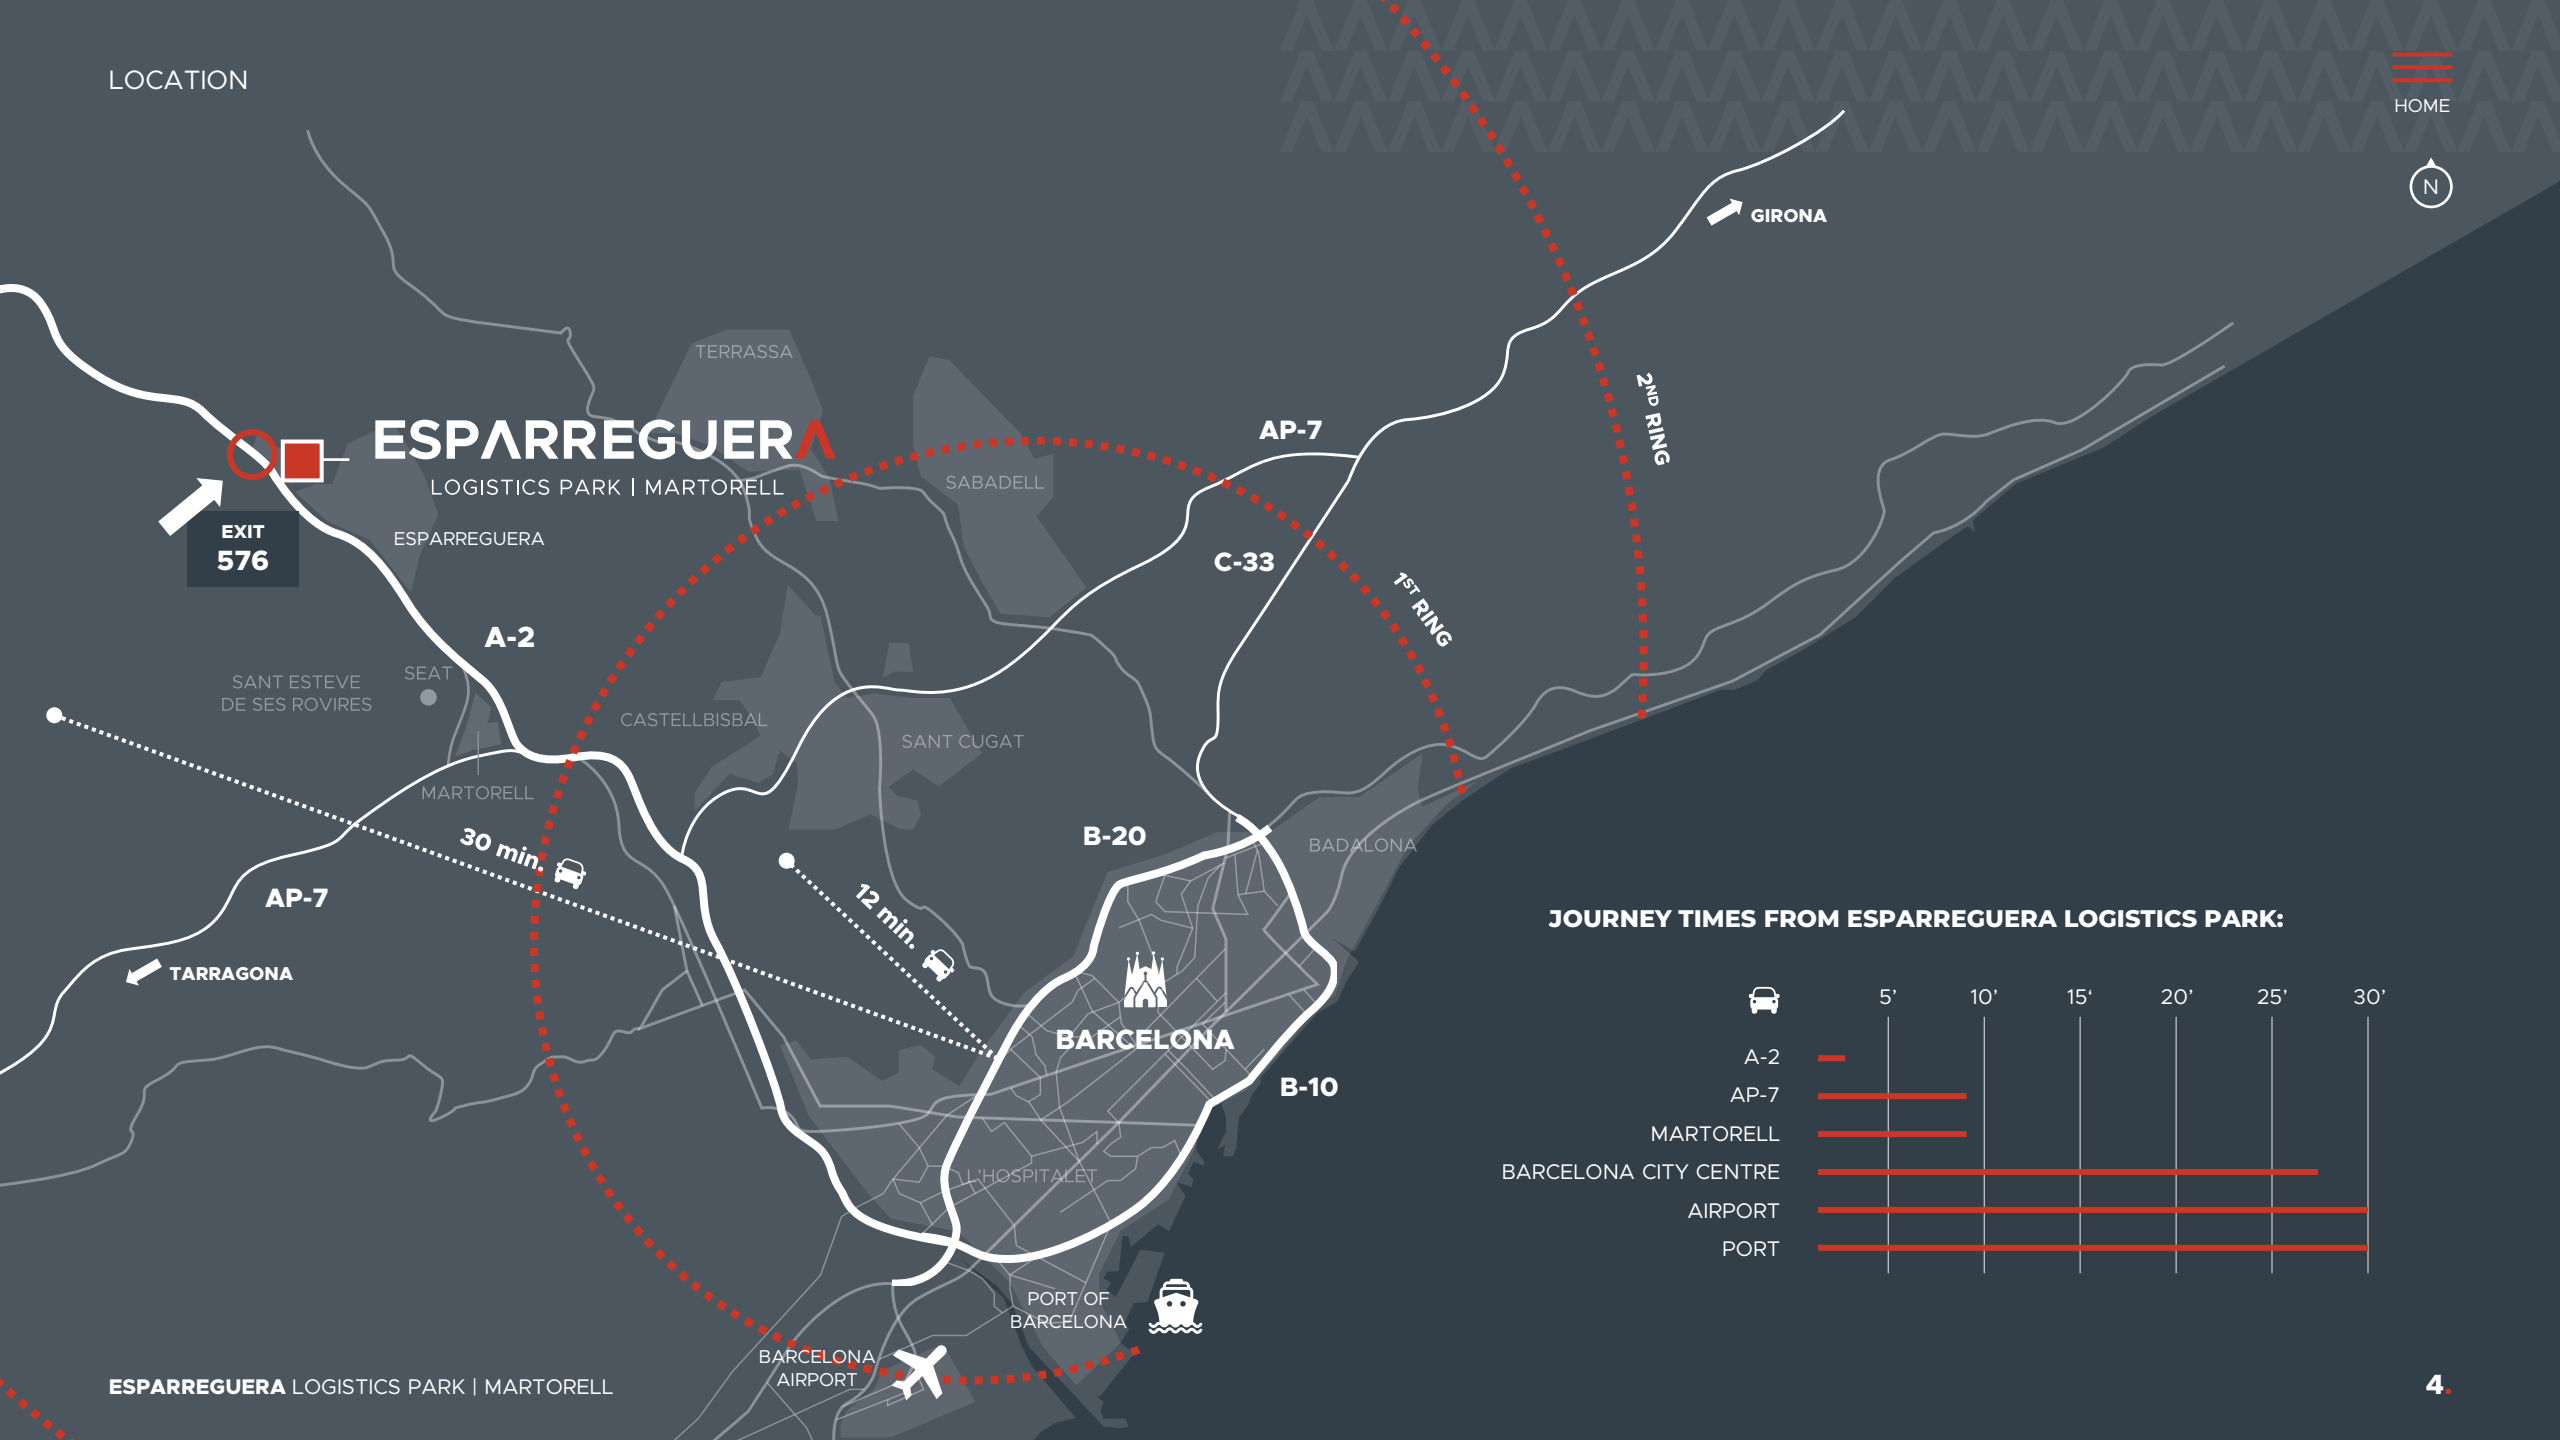 LOCATION
HOME
N
GIRONA
TERRASSA
2ND RING
ESPARREGUERA
LOGISTICS PARK | MARTORELL
AP-7
SABADELL
EXIT
576
ESPARREGUERA
C-33
1ST RING
A-2
SEAT
SANT ESTEVE
DE SES ROVIRES
CASTELLBISBAL
SANT CUGAT
MARTORELL
30 min.
B-20
BADALONA
AP-7
12 min.
TARRAGONA
BARCELONA
B-10
L'HOSPITALET
PORT OF
BARCELONA
BARCELONA
AIRPORT
JOURNEY TIMES FROM ESPARREGUERA LOGISTICS PARK:
5’ 10’ 15‘ 20’ 25’ 30’
A-2
AP-7
MARTORELL
BARCELONA CITY CENTRE
AIRPORT
PORT
ESPARREGUERA LOGISTICS PARK | MARTORELL
4.